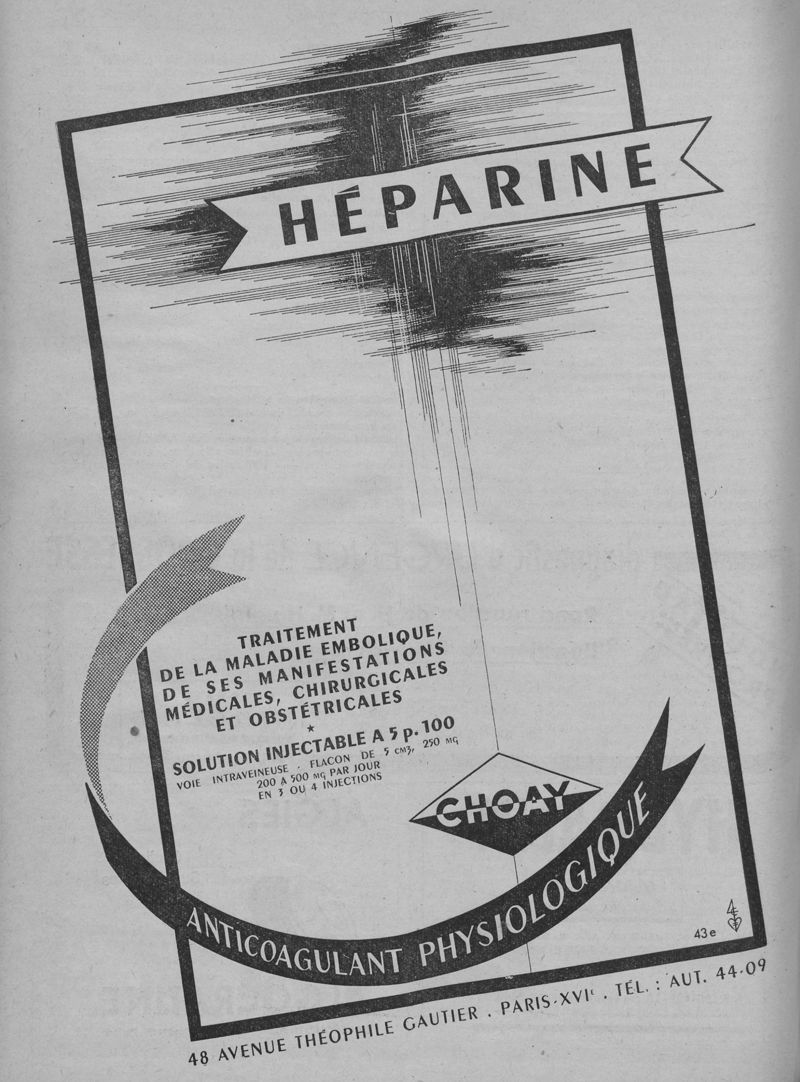 HÉPARINE
TRAITEMENT
DE LA MALADIE EMBOLIQUE,
DE SES MANIFESTATIONS
MÉDICALES, CHIRURGICALES
ET OBSTÉTRICALES
SOLUTION INJECTABLE A 5 p. 100
VOIE INTRAVEINEUSE . FLACON DE 5 CM3, 250 MG
200 A 500 MG PAR JOUR
EN 3 OU 4 INJECTIONS
CHOAY
ANTICOAGULANT PHYSIOLOGIQUE
43e
48 AVENUE THÉOPHILE GAUTIER . PARIS-XVIe . TÉL. : AUT. 44-09